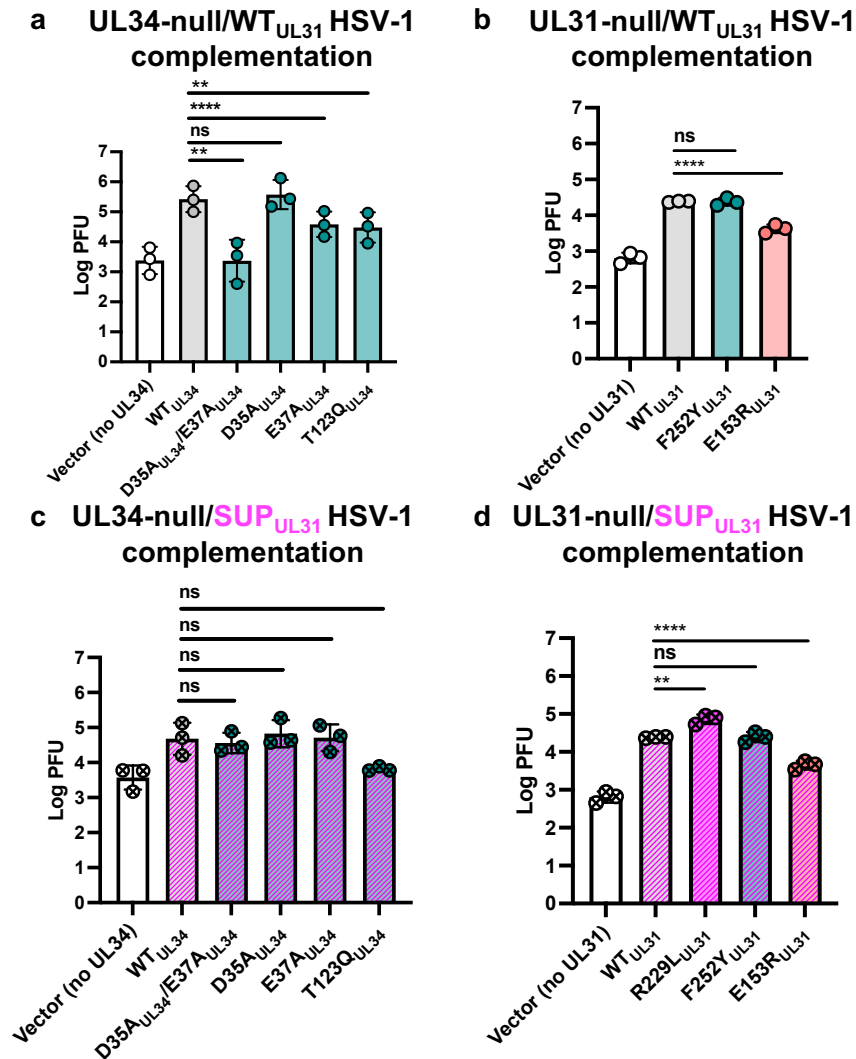 a UL34-null/WTUL31 HSV-1
complementation
**
****
ns
**
7
6
5
4
3
2
1
0
Log PFU
Vector (no UL34)
WTUL34
D35AUL34/E37AUL34
D35AUL34
E37AUL34
T123QUL34
b UL31-null/WTUL31 HSV-1
complementation
ns
****
7
6
5
4
3
2
1
0
Log PFU
Vector (no UL31)
WTUL31
F252YUL31
E153RUL31
c UL34-null/SUPUL31 HSV-1
complementation
ns
ns
ns
ns
7
6
5
4
3
2
1
0
Log PFU
Vector (no UL34)
WTUL34
D35AUL34/E37AUL34
D35AUL34
E37AUL34
T123QUL34
d UL31-null/SUPUL31 HSV-1
complementation
****
ns
**
7
6
5
4
3
2
1
0
Log PFU
Vector (no UL31)
WTUL31
R229LUL31
F252YUL31
E153RUL31